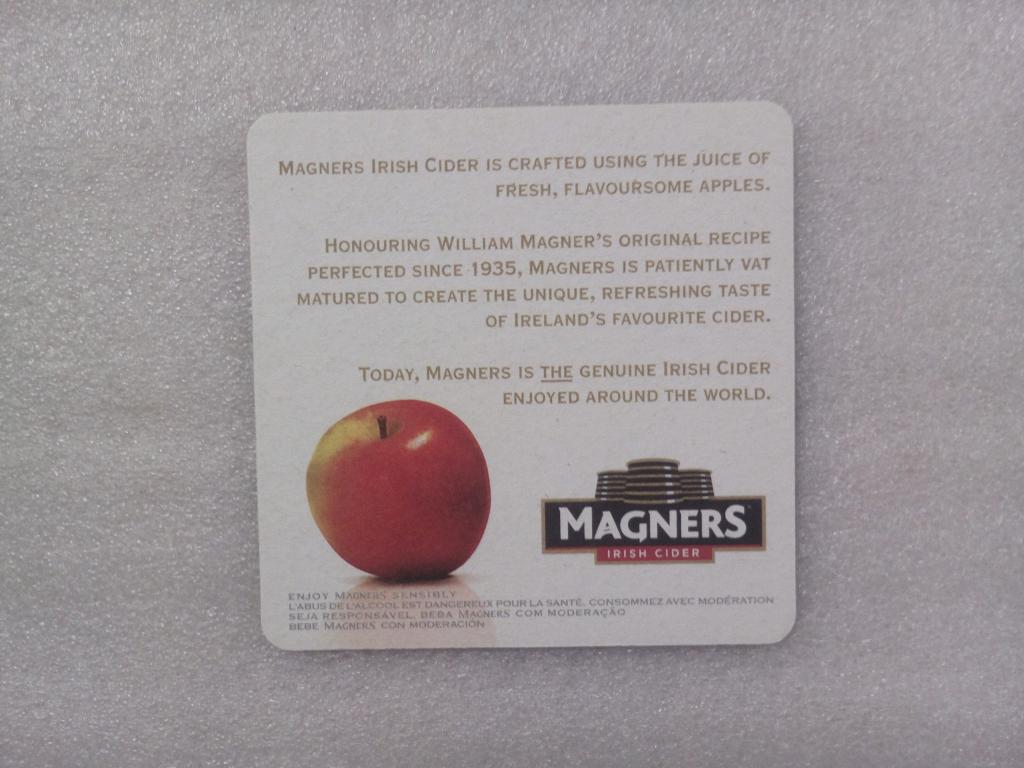 MAGNERS IRISH CIDER IS CRAFTED USING THE JUICE OF
FRESH, FLAVOURSOME APPLES.
HONOURING WILLIAM MAGNER'S ORIGINAL RECIPE
PERFECTED SINCE 1935, MAGNERS IS PATIENTLY VAT
MATURED TO CREATE THE UNIQUE, REFRESHING TASTE
OF IRELAND'S FAVOURITE CIDER.
TODAY, MAGNERS IS THE GENUINE IRISH CIDER
ENJOYED AROUND THE WORLD.
MAGNERS
IRISH CIDER
ENJOY MAGNERS SENSIBLY
L'ABUS DE L'ALCOOL EST DANGEREUX POUR LA SANTÉ. CONSOMMEZ AVEC MODÉRATION
SEJA RESPONSÁVEL. BEBA MAGNERS COM MODERAÇÃO
BEBE MAGNERS CON MODERACIÓN